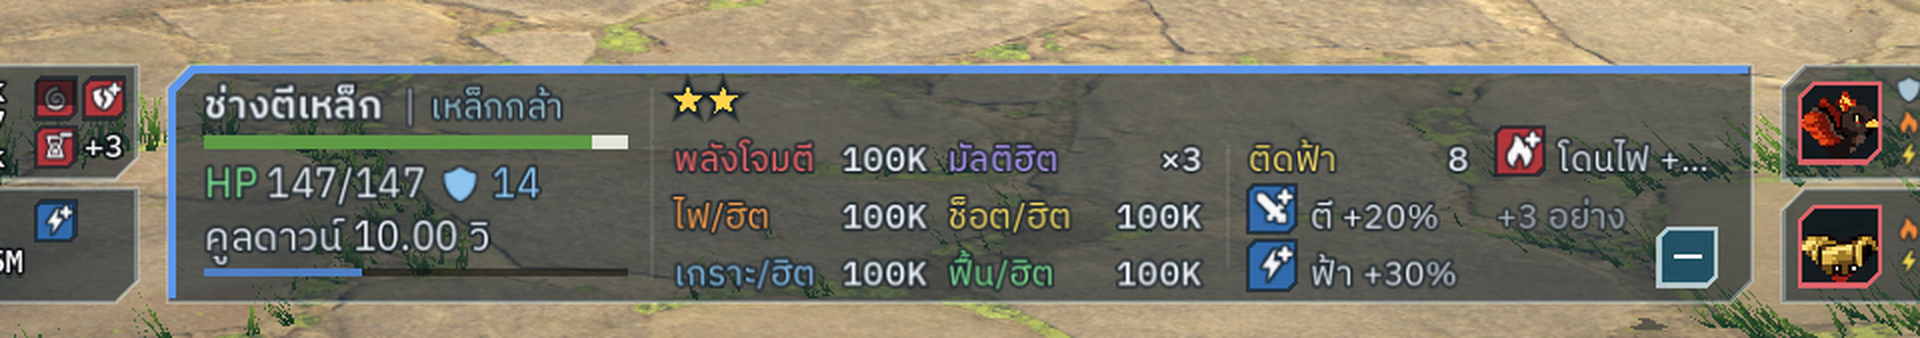 +3
5M
ช่างตีเหล็ก | เหล็กกล้า
HP 147/147 14
คูลดาวน์ 10.00 วิ
พลังโจมตี 100K มัลติฮิต ×3
ไฟ/ฮิต 100K ช็อต/ฮิต 100K
เกราะ/ฮิต 100K ฟื้น/ฮิต 100K
ติดฟ้า 8 โดนไฟ +...
ตี +20% +3 อย่าง
ฟ้า +30%